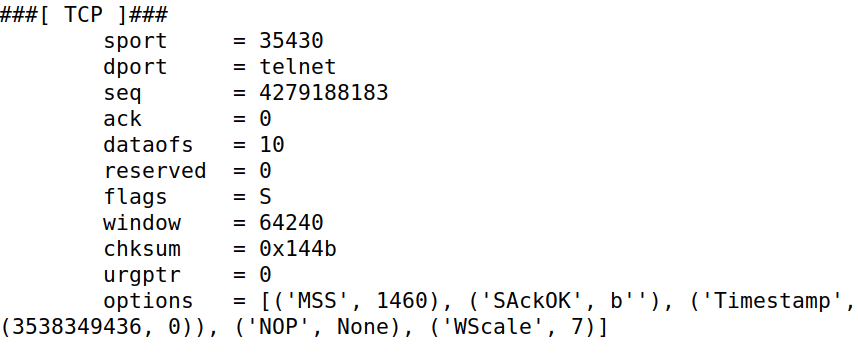 ###[ TCP ]###
sport = 35430
dport = telnet
seq = 4279188183
ack = 0
dataofs = 10
reserved = 0
flags = S
window = 64240
chksum = 0x144b
urgptr = 0
options = [('MSS', 1460), ('SAckOK', b''), ('Timestamp',
(3538349436, 0)), ('NOP', None), ('WScale', 7)]